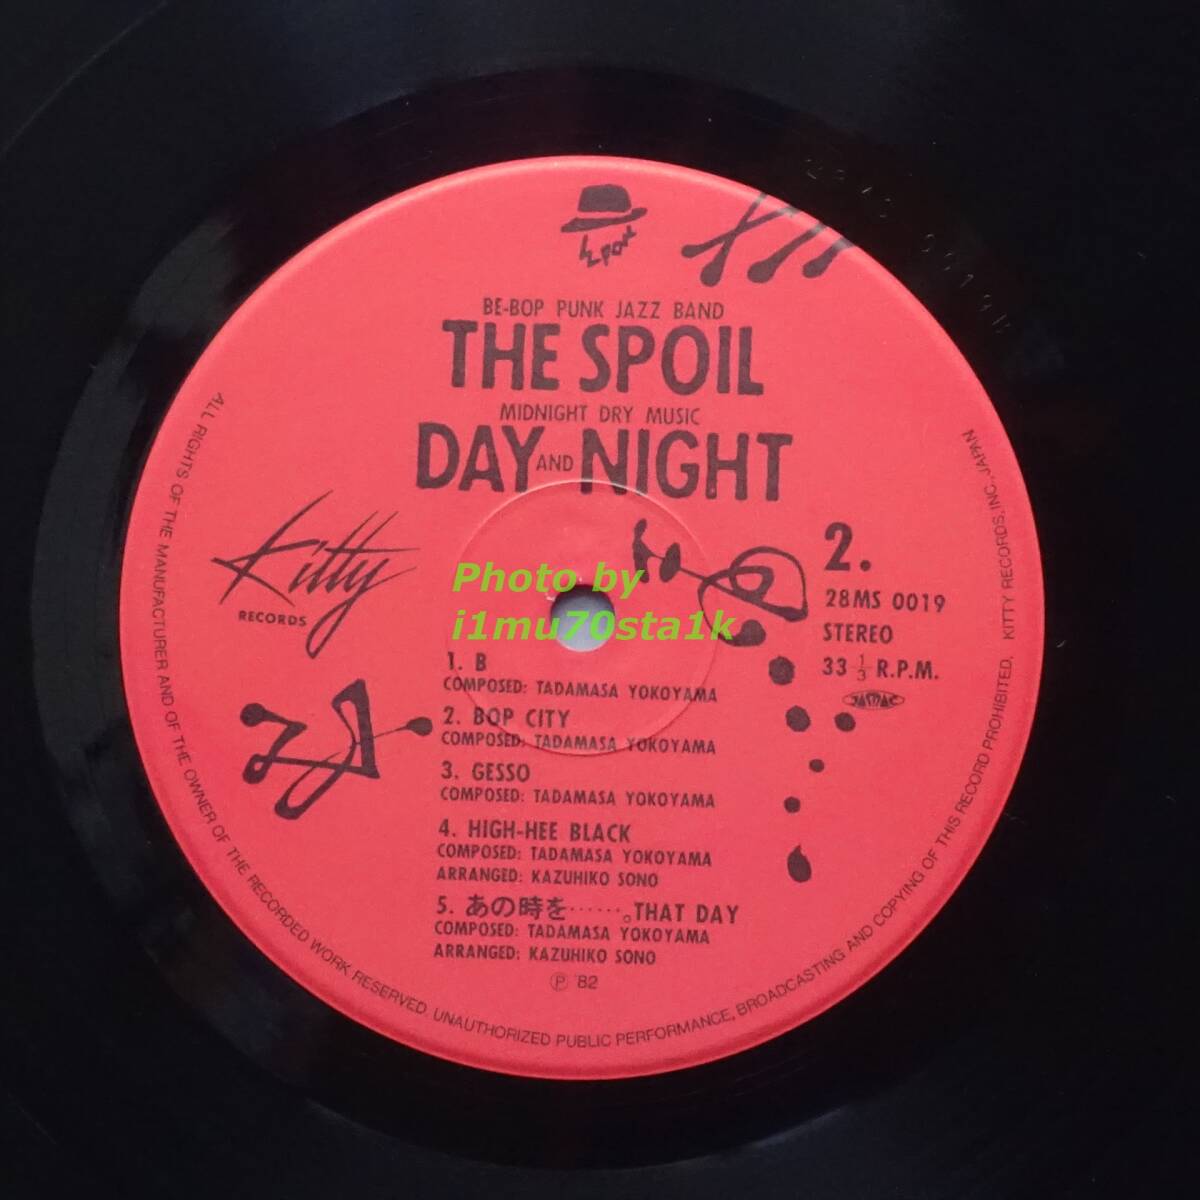 BE-BOP PUNK JAZZ BAND
THE SPOIL
MIDNIGHT DRY MUSIC
DAY AND NIGHT
Kitty
RECORDS
2.
28MS 0019
STEREO
33 1/3 R.P.M.
JASRAC
Photo by
i1mu70sta1k
1. B
COMPOSED: TADAMASA YOKOYAMA
2. BOP CITY
COMPOSED: TADAMASA YOKOYAMA
3. GESSO
COMPOSED: TADAMASA YOKOYAMA
4. HIGH-HEE BLACK
COMPOSED: TADAMASA YOKOYAMA
ARRANGED: KAZUHIKO SONO
5. あの時を……。THAT DAY
COMPOSED: TADAMASA YOKOYAMA
ARRANGED: KAZUHIKO SONO
Ⓟ '82
ALL RIGHTS OF THE MANUFACTURER AND OF THE OWNER OF THE RECORDED WORK RESERVED. UNAUTHORIZED PUBLIC PERFORMANCE, BROADCASTING AND COPYING OF THIS RECORD PROHIBITED. KITTY RECORDS, INC., JAPAN